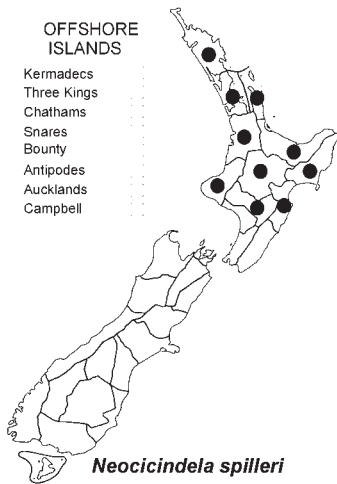 OFFSHORE
ISLANDS
Kermadecs
Three Kings
Chathams
Snares
Bounty
Antipodes
Aucklands
Campbell
Neocicindela spilleri